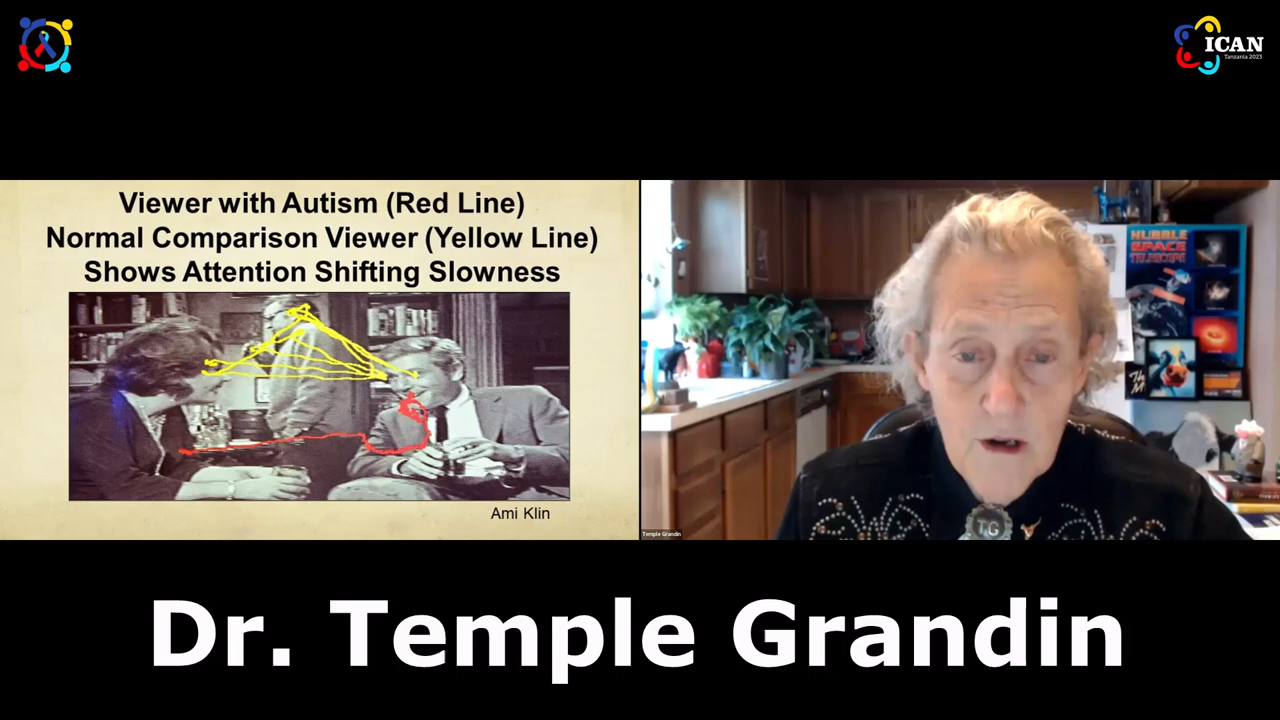 ICAN
Tanzania 2023
Viewer with Autism (Red Line)
Normal Comparison Viewer (Yellow Line)
Shows Attention Shifting Slowness
Ami Klin
HUBBLE
SPACE
TELESCOPE
TG
Temple Grandin
Dr. Temple Grandin